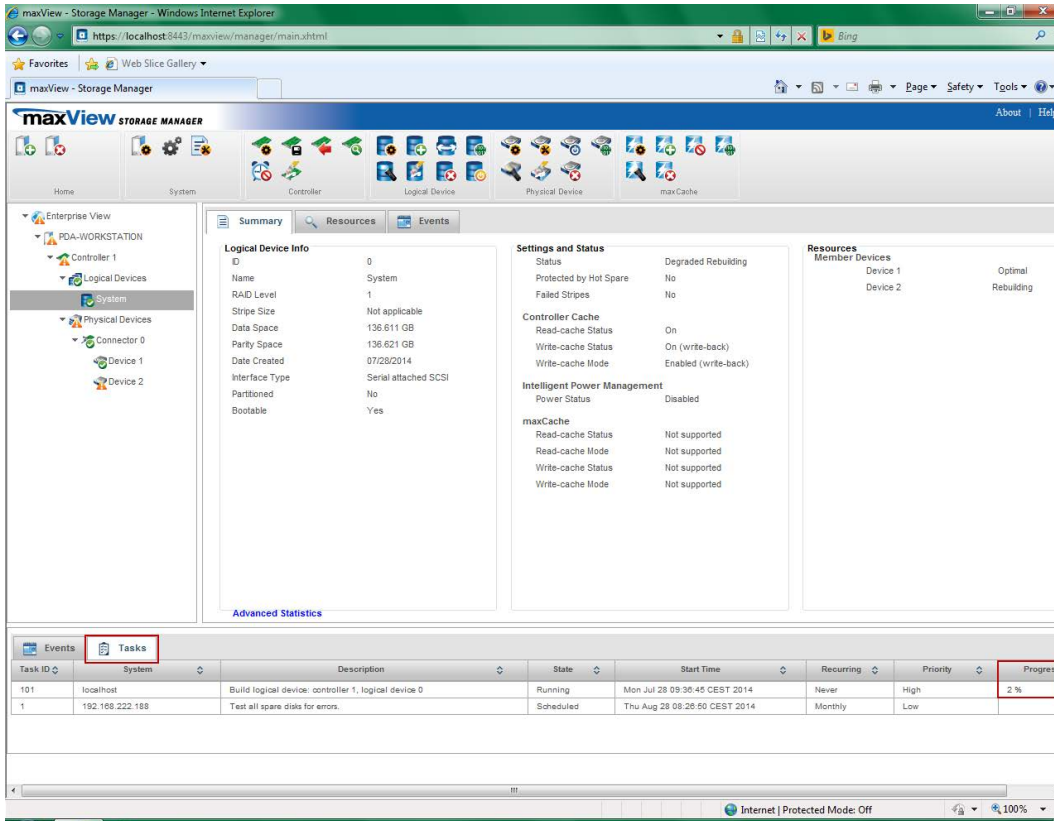 maxView - Storage Manager - Windows Internet Explorer
https://localhost:8443/maxview/manager/main.xhtml
Bing
Favorites
Web Slice Gallery
maxView - Storage Manager
Page
Safety
Tools
maxView STORAGE MANAGER
About | Help
Home
System
Controller
Logical Device
Physical Device
maxCache
Enterprise View
PDA-WORKSTATION
Controller 1
Logical Devices
System
Physical Devices
Connector 0
Device 1
Device 2
Summary
Resources
Events
Logical Device Info
ID 0
Name System
RAID Level 1
Stripe Size Not applicable
Data Space 136.611 GB
Parity Space 136.621 GB
Date Created 07/28/2014
Interface Type Serial attached SCSI
Partitioned No
Bootable Yes
Advanced Statistics
Settings and Status
Status Degraded Rebuilding
Protected by Hot Spare No
Failed Stripes No
Controller Cache
Read-cache Status On
Write-cache Status On (write-back)
Write-cache Mode Enabled (write-back)
Intelligent Power Management
Power Status Disabled
maxCache
Read-cache Status Not supported
Read-cache Mode Not supported
Write-cache Status Not supported
Write-cache Mode Not supported
Resources
Member Devices
Device 1 Optimal
Device 2 Rebuilding
Events
Tasks
Task ID System Description State Start Time Recurring Priority Progres
101 localhost Build logical device: controller 1, logical device 0 Running Mon Jul 28 09:36:45 CEST 2014 Never High 2 %
1 192.168.222.188 Test all spare disks for errors. Scheduled Thu Aug 28 08:26:50 CEST 2014 Monthly Low
Internet | Protected Mode: Off
100%